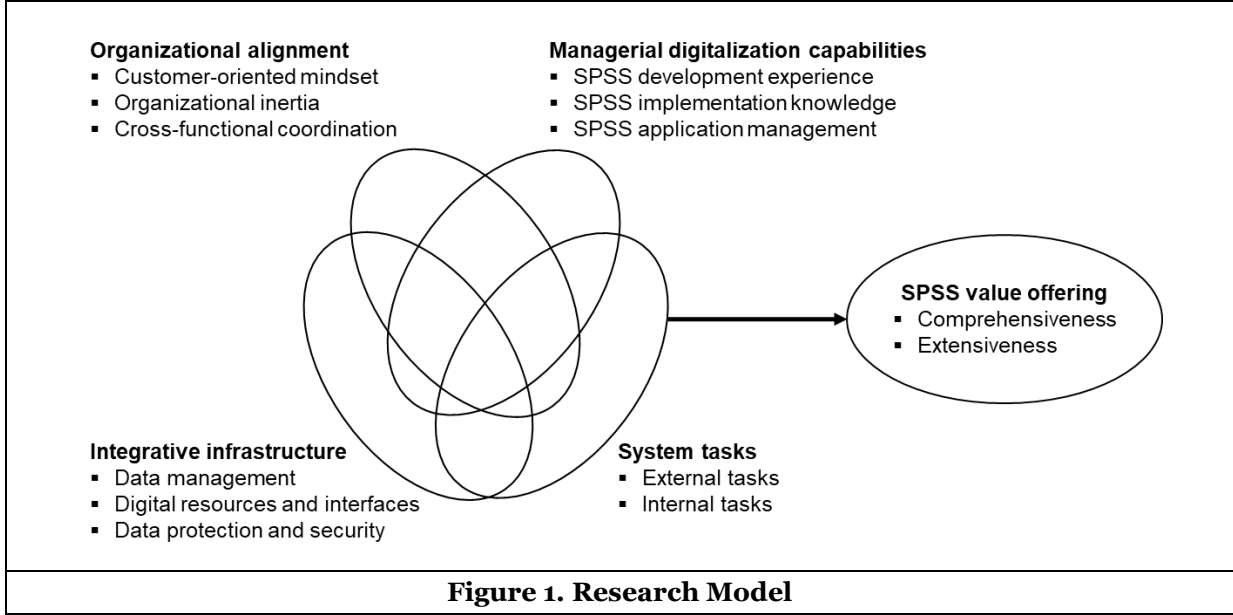 Organizational alignment
▪ Customer-oriented mindset
▪ Organizational inertia
▪ Cross-functional coordination
Managerial digitalization capabilities
▪ SPSS development experience
▪ SPSS implementation knowledge
▪ SPSS application management
SPSS value offering
▪ Comprehensiveness
▪ Extensiveness
Integrative infrastructure
▪ Data management
▪ Digital resources and interfaces
▪ Data protection and security
System tasks
▪ External tasks
▪ Internal tasks
Figure 1. Research Model